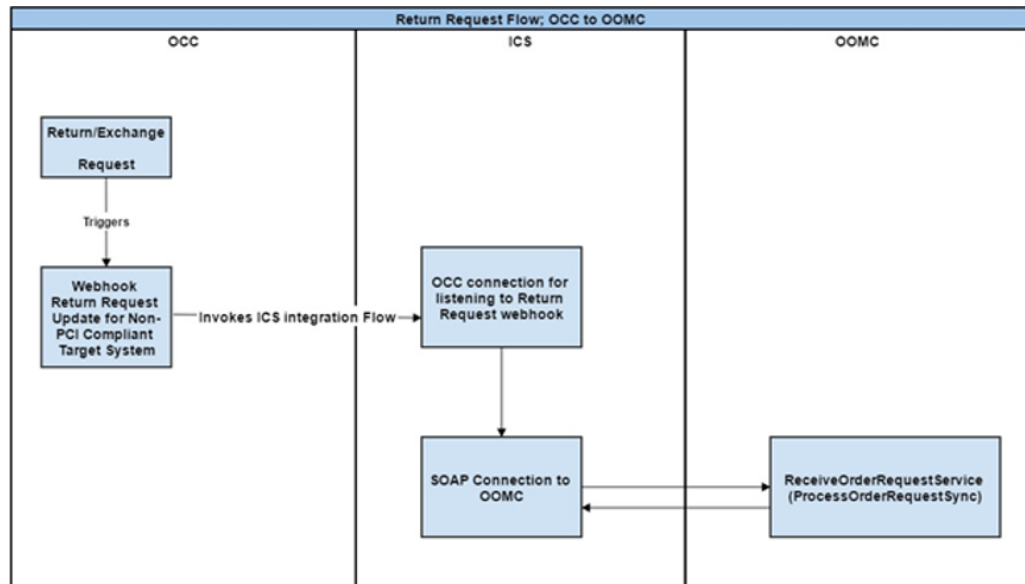 Return Request Flow; OCC to OOMC
OCC
ICS
OOMC
Return/Exchange
Request
Triggers
Webhook
Return Request
Update for Non-
PCI Compliant
Target System
Invokes ICS integration Flow
OCC connection for
listening to Return
Request webhook
SOAP Connection to
OOMC
ReceiveOrderRequestService
(ProcessOrderRequestSync)